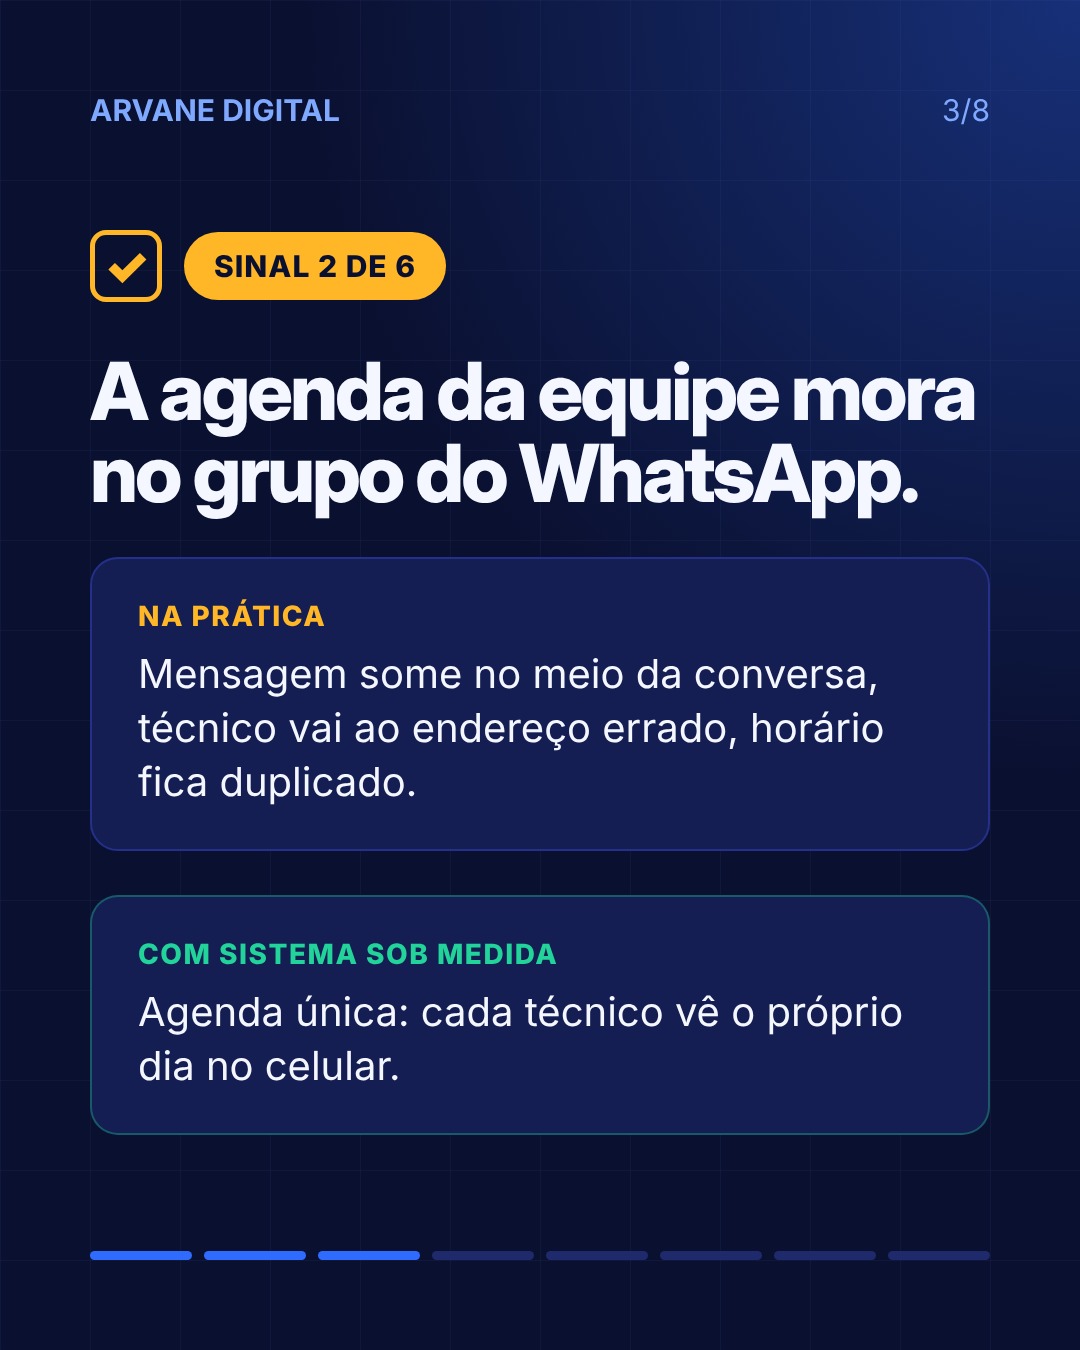 ARVANE DIGITAL
3/8
SINAL 2 DE 6
A agenda da equipe mora
no grupo do WhatsApp.
NA PRÁTICA
Mensagem some no meio da conversa,
técnico vai ao endereço errado, horário
fica duplicado.
COM SISTEMA SOB MEDIDA
Agenda única: cada técnico vê o próprio
dia no celular.